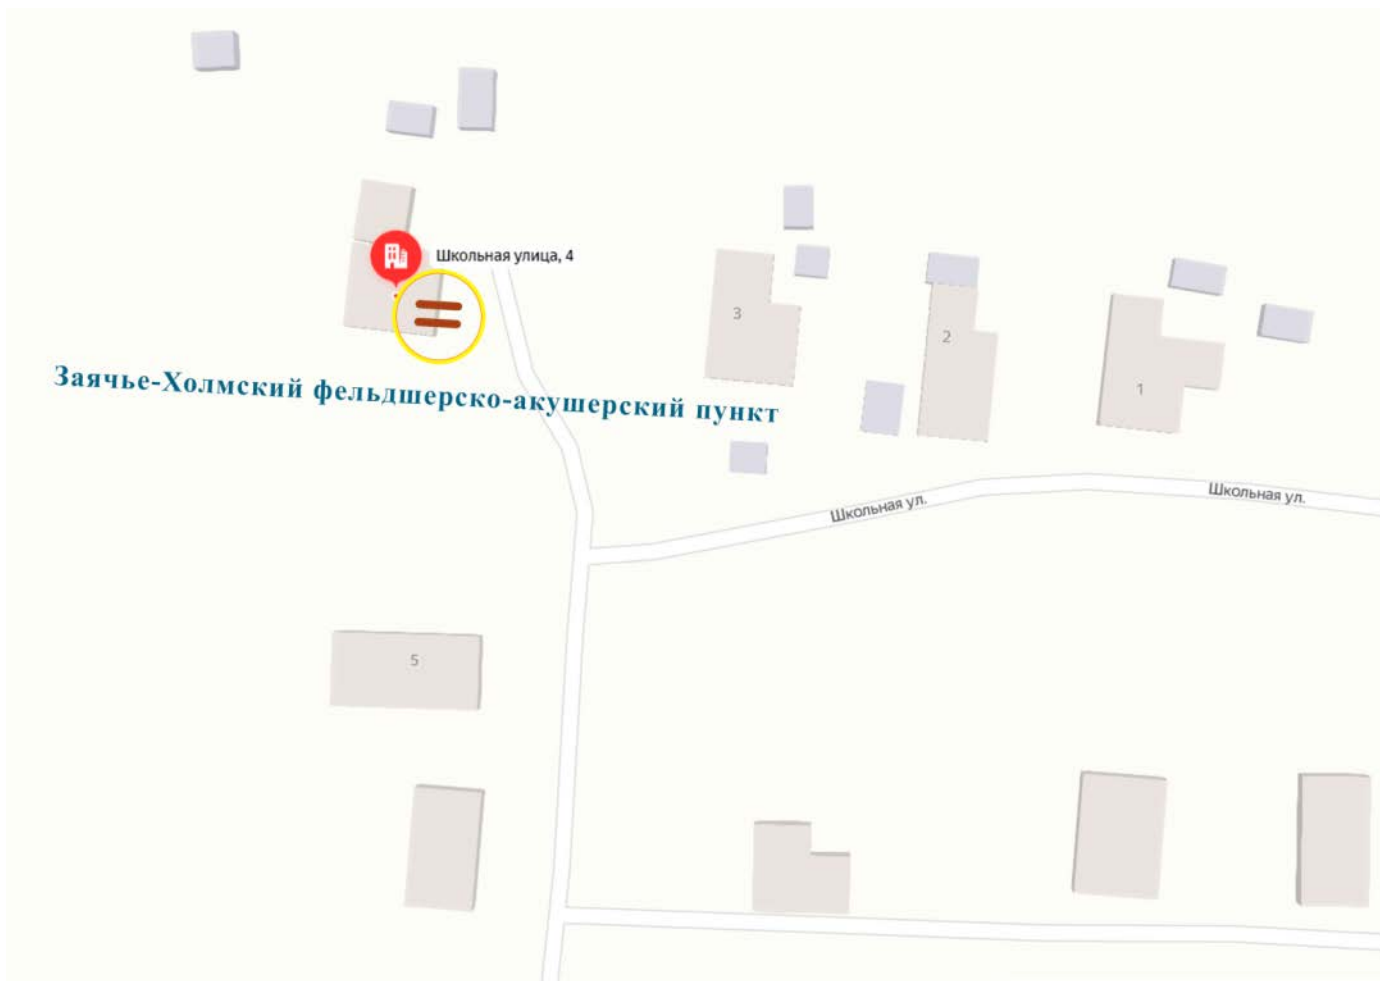 Школьная улица, 4
3
2
1
Заячье-Холмский фельдшерско-акушерский пункт
Школьная ул.
Школьная ул.
5